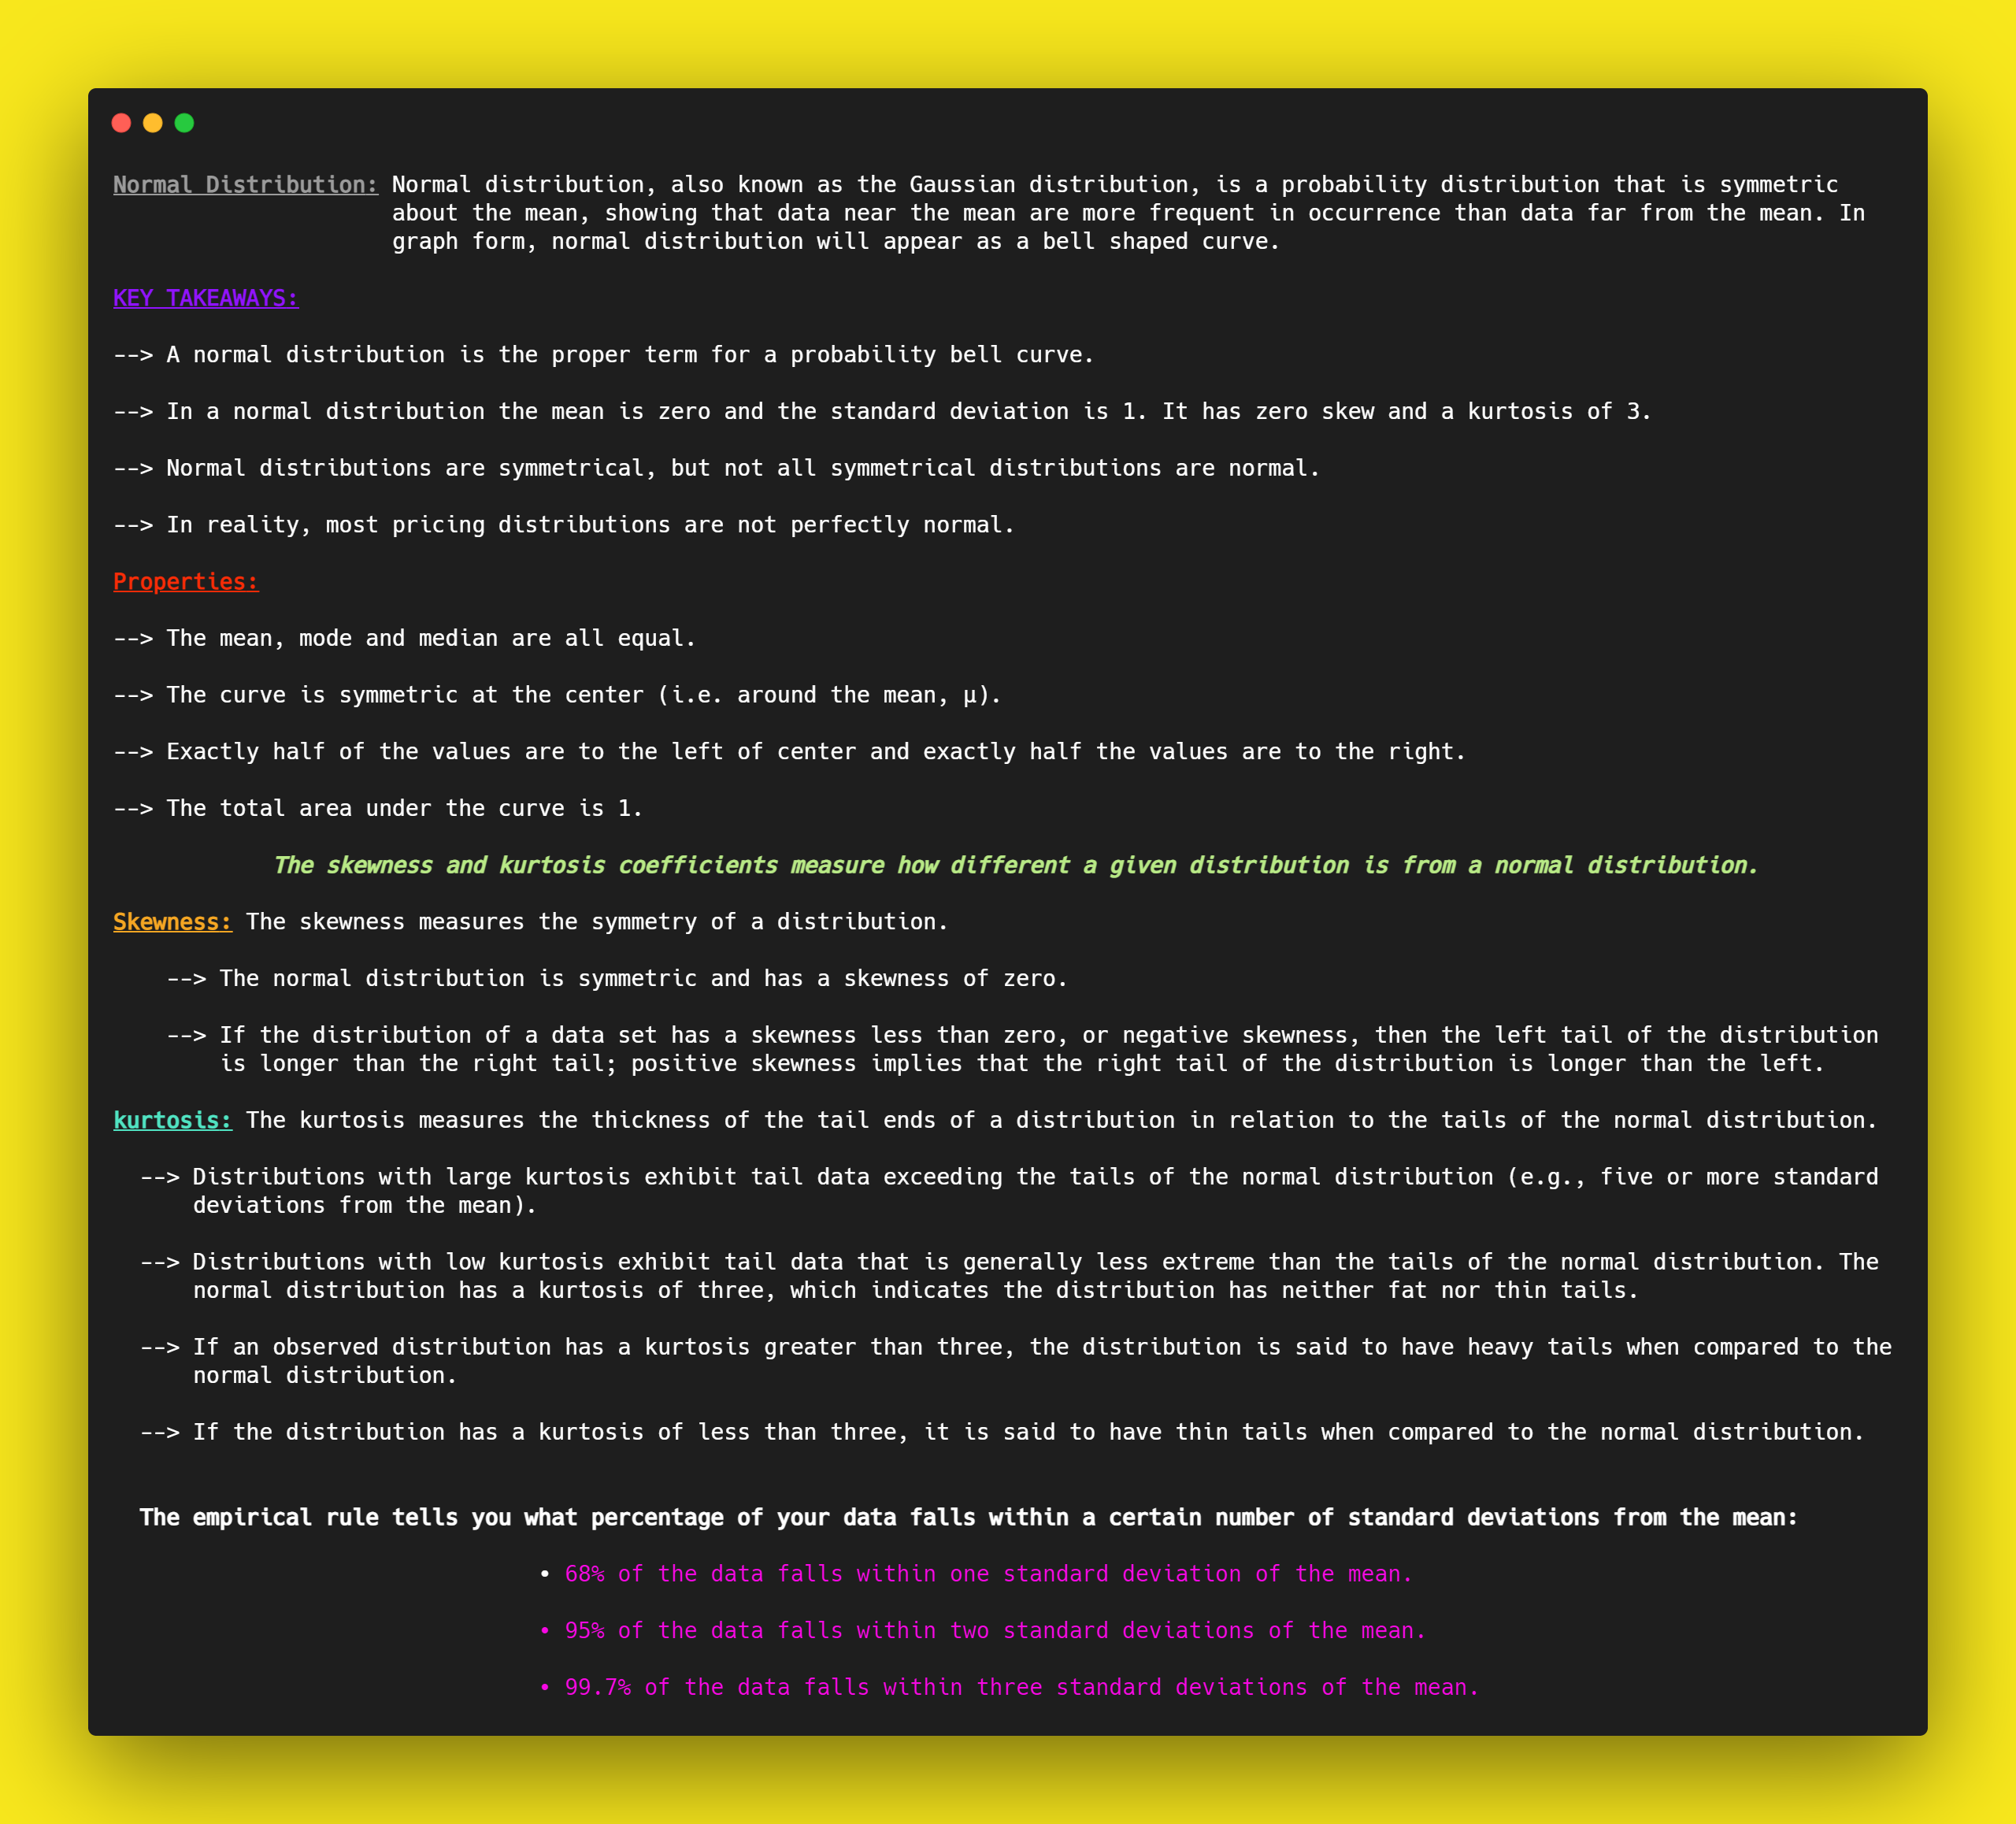 Normal Distribution: Normal distribution, also known as the Gaussian distribution, is a probability distribution that is symmetric
about the mean, showing that data near the mean are more frequent in occurrence than data far from the mean. In
graph form, normal distribution will appear as a bell shaped curve.
KEY TAKEAWAYS:
--> A normal distribution is the proper term for a probability bell curve.
--> In a normal distribution the mean is zero and the standard deviation is 1. It has zero skew and a kurtosis of 3.
--> Normal distributions are symmetrical, but not all symmetrical distributions are normal.
--> In reality, most pricing distributions are not perfectly normal.
Properties:
--> The mean, mode and median are all equal.
--> The curve is symmetric at the center (i.e. around the mean, μ).
--> Exactly half of the values are to the left of center and exactly half the values are to the right.
--> The total area under the curve is 1.
The skewness and kurtosis coefficients measure how different a given distribution is from a normal distribution.
Skewness: The skewness measures the symmetry of a distribution.
--> The normal distribution is symmetric and has a skewness of zero.
--> If the distribution of a data set has a skewness less than zero, or negative skewness, then the left tail of the distribution
is longer than the right tail; positive skewness implies that the right tail of the distribution is longer than the left.
kurtosis: The kurtosis measures the thickness of the tail ends of a distribution in relation to the tails of the normal distribution.
--> Distributions with large kurtosis exhibit tail data exceeding the tails of the normal distribution (e.g., five or more standard
deviations from the mean).
--> Distributions with low kurtosis exhibit tail data that is generally less extreme than the tails of the normal distribution. The
normal distribution has a kurtosis of three, which indicates the distribution has neither fat nor thin tails.
--> If an observed distribution has a kurtosis greater than three, the distribution is said to have heavy tails when compared to the
normal distribution.
--> If the distribution has a kurtosis of less than three, it is said to have thin tails when compared to the normal distribution.
The empirical rule tells you what percentage of your data falls within a certain number of standard deviations from the mean:
• 68% of the data falls within one standard deviation of the mean.
• 95% of the data falls within two standard deviations of the mean.
• 99.7% of the data falls within three standard deviations of the mean.